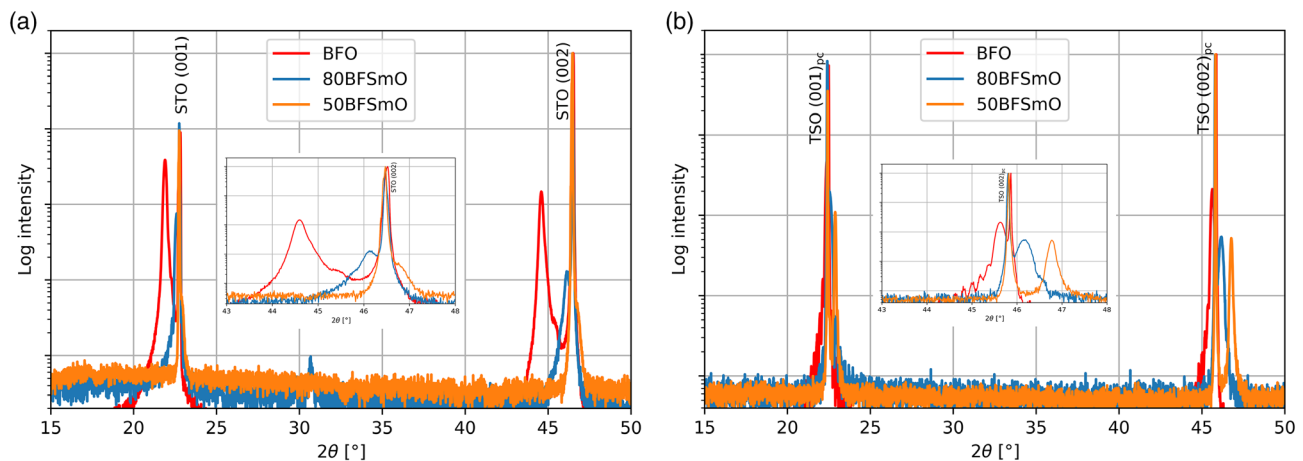 (a)
Log intensity
STO (001)
BFO
80BFSmO
50BFSmO
STO (002)
STO (002)
43 44 45 46 47 48
2θ [°]
15 20 25 30 35 40 45 50
2θ [°]
(b)
Log intensity
TSO (001)pc
BFO
80BFSmO
50BFSmO
TSO (002)pc
TSO (002)pc
43 44 45 46 47 48
2θ [°]
15 20 25 30 35 40 45 50
2θ [°]